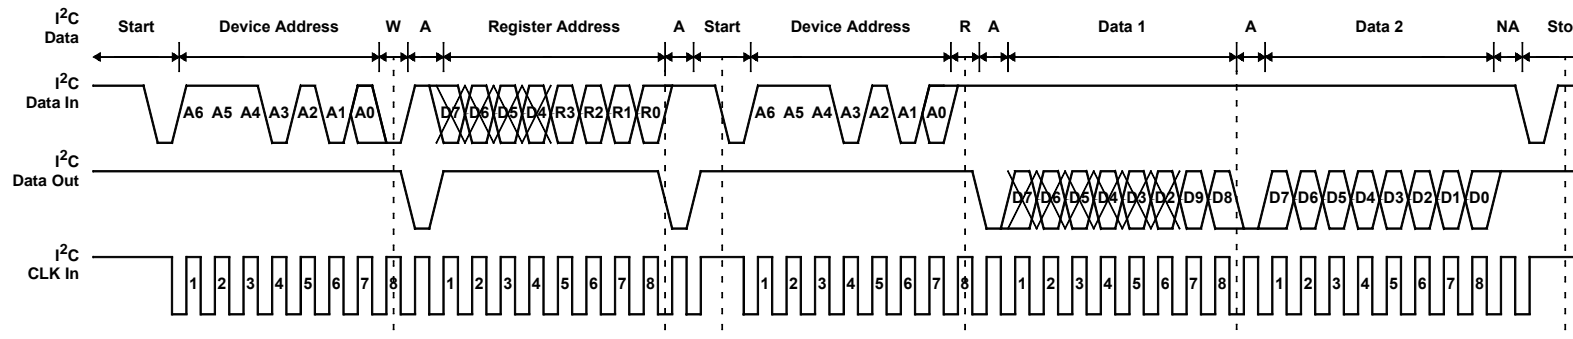 I2C
Data
Start Device Address W A Register Address A Start Device Address R A Data 1 A Data 2 NA Sto
I2C
Data In
A6 A5 A4 A3 A2 A1 A0 D7 D6 D5 D4 R3 R2 R1 R0 A6 A5 A4 A3 A2 A1 A0
I2C
Data Out
D7 D6 D5 D4 D3 D2 D9 D8 D7 D6 D5 D4 D3 D2 D1 D0
I2C
CLK In
1 2 3 4 5 6 7 8 1 2 3 4 5 6 7 8 1 2 3 4 5 6 7 8 1 2 3 4 5 6 7 8 1 2 3 4 5 6 7 8